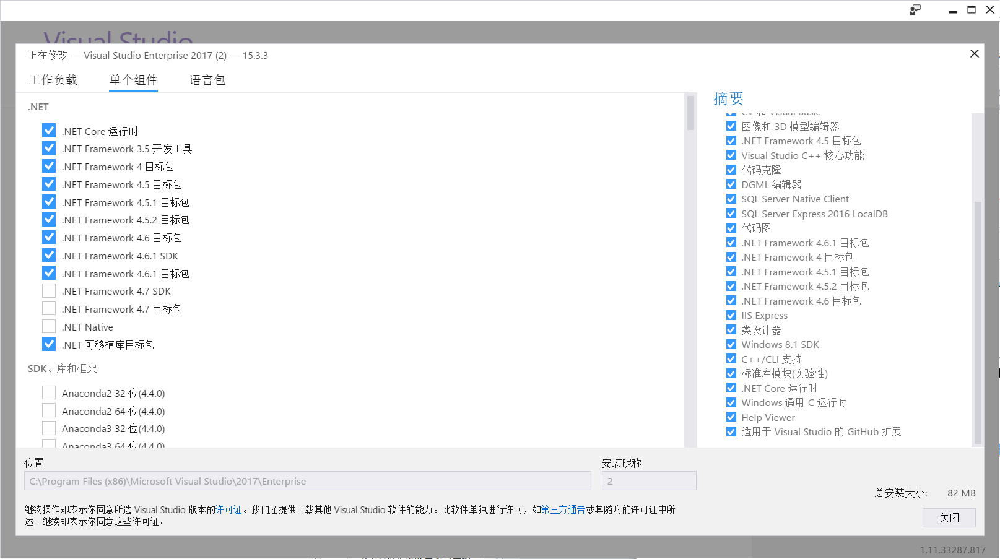 Visual Studio
正在修改 — Visual Studio Enterprise 2017 (2) — 15.3.3
工作负载
单个组件
语言包
.NET
.NET Core 运行时
.NET Framework 3.5 开发工具
.NET Framework 4 目标包
.NET Framework 4.5 目标包
.NET Framework 4.5.1 目标包
.NET Framework 4.5.2 目标包
.NET Framework 4.6 目标包
.NET Framework 4.6.1 SDK
.NET Framework 4.6.1 目标包
.NET Framework 4.7 SDK
.NET Framework 4.7 目标包
.NET Native
.NET 可移植库目标包
SDK、库和框架
Anaconda2 32 位(4.4.0)
Anaconda2 64 位(4.4.0)
Anaconda3 32 位(4.4.0)
Anaconda3 64 位(4.4.0)
摘要
C# 和 Visual Basic
图像和 3D 模型编辑器
.NET Framework 4.5 目标包
Visual Studio C++ 核心功能
代码克隆
DGML 编辑器
SQL Server Native Client
SQL Server Express 2016 LocalDB
代码图
.NET Framework 4.6.1 目标包
.NET Framework 4 目标包
.NET Framework 4.5.1 目标包
.NET Framework 4.5.2 目标包
.NET Framework 4.6 目标包
IIS Express
类设计器
Windows 8.1 SDK
C++/CLI 支持
标准库模块(实验性)
.NET Core 运行时
Windows 通用 C 运行时
Help Viewer
适用于 Visual Studio 的 GitHub 扩展
位置
C:\Program Files (x86)\Microsoft Visual Studio\2017\Enterprise
安装昵称
2
总安装大小: 82 MB
继续操作即表示你同意所选 Visual Studio 版本的许可证。我们还提供下载其他 Visual Studio 软件的能力。此软件单独进行许可，如第三方通告或其随附的许可证中所
述。继续即表示你同意这些许可证。
关闭
1.11.33287.817